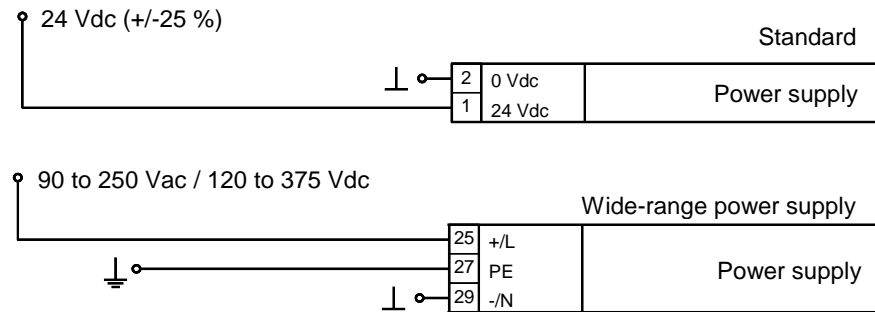 24 Vdc (+/-25 %)
Standard
2 0 Vdc
1 24 Vdc
Power supply
90 to 250 Vac / 120 to 375 Vdc
Wide-range power supply
25 +/L
27 PE
29 -/N
Power supply